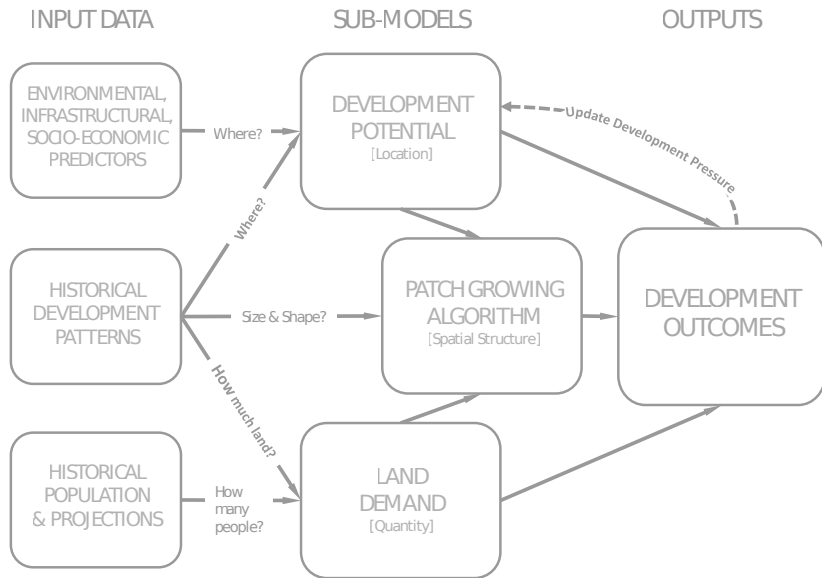 INPUT DATA
SUB-MODELS
OUTPUTS
ENVIRONMENTAL,
INFRASTRUCTURAL,
SOCIO-ECONOMIC
PREDICTORS
Where?
DEVELOPMENT
POTENTIAL
[Location]
Update Development Pressure
Where?
HISTORICAL
DEVELOPMENT
PATTERNS
Size & Shape?
PATCH GROWING
ALGORITHM
[Spatial Structure]
DEVELOPMENT
OUTCOMES
How much land?
HISTORICAL
POPULATION
& PROJECTIONS
How
many
people?
LAND
DEMAND
[Quantity]